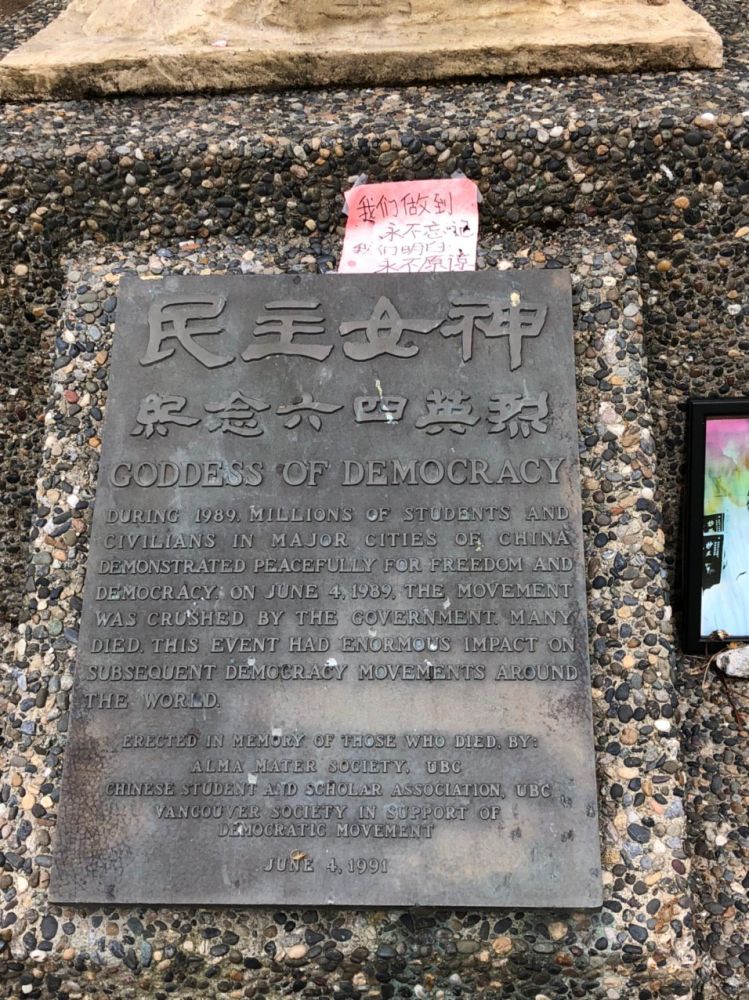 我们做到
永不忘记
我们明白
永不原谅
民主女神
紀念六四英烈
GODDESS OF DEMOCRACY
DURING 1989, MILLIONS OF STUDENTS AND
CIVILIANS IN MAJOR CITIES OF CHINA
DEMONSTRATED PEACEFULLY FOR FREEDOM AND
DEMOCRACY. ON JUNE 4, 1989, THE MOVEMENT
WAS CRUSHED BY THE GOVERNMENT. MANY
DIED. THIS EVENT HAD ENORMOUS IMPACT ON
SUBSEQUENT DEMOCRACY MOVEMENTS AROUND
THE WORLD.
ERECTED IN MEMORY OF THOSE WHO DIED, BY:
ALMA MATER SOCIETY, UBC
CHINESE STUDENT AND SCHOLAR ASSOCIATION, UBC
VANCOUVER SOCIETY IN SUPPORT OF
DEMOCRATIC MOVEMENT
JUNE 4, 1991